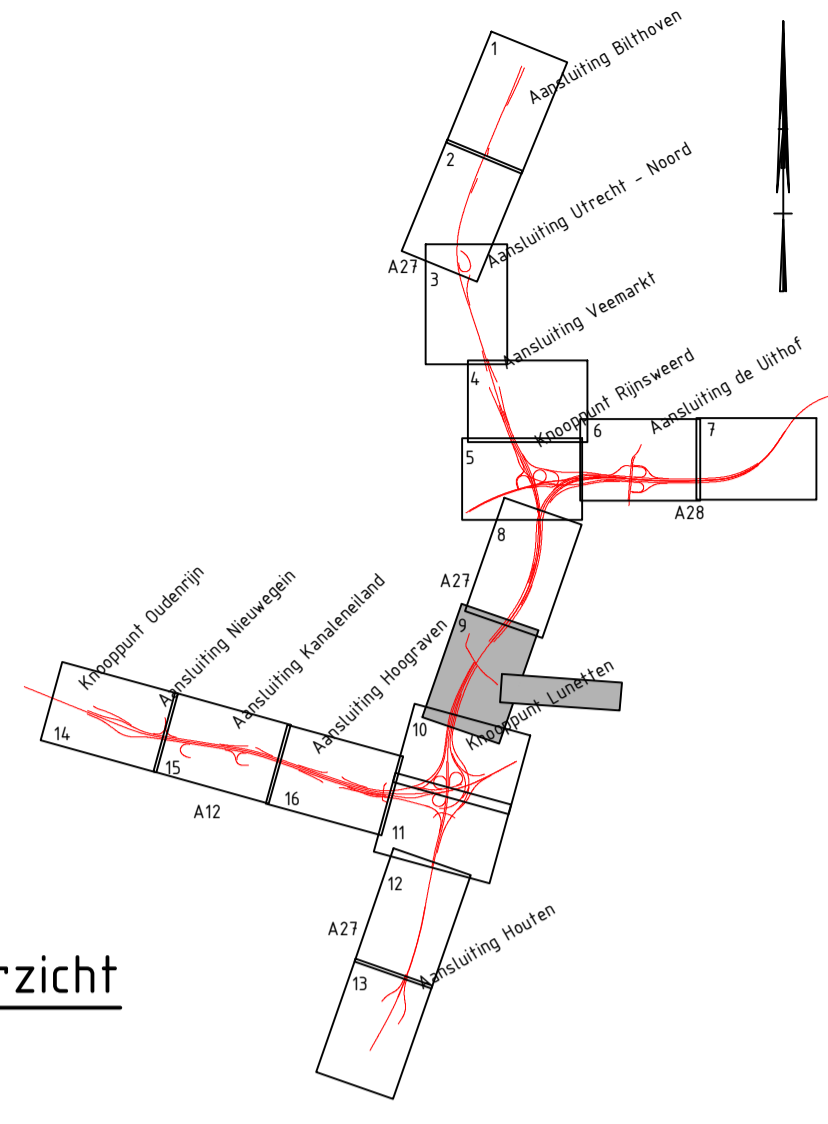 1
Aansluiting Bilthoven
2
Aansluiting Utrecht - Noord
A27
3
Aansluiting Veemarkt
4
Knooppunt Rijnsweerd
Aansluiting de Uithof
5
6
7
A28
8
A27
9
Knooppunt Oudenrijn
Aansluiting Nieuwegein
Aansluiting Kanaleneiland
Aansluiting Hoograven
Knooppunt Lunetten
10
14
15
16
A12
11
12
A27
Aansluiting Houten
13
rzicht